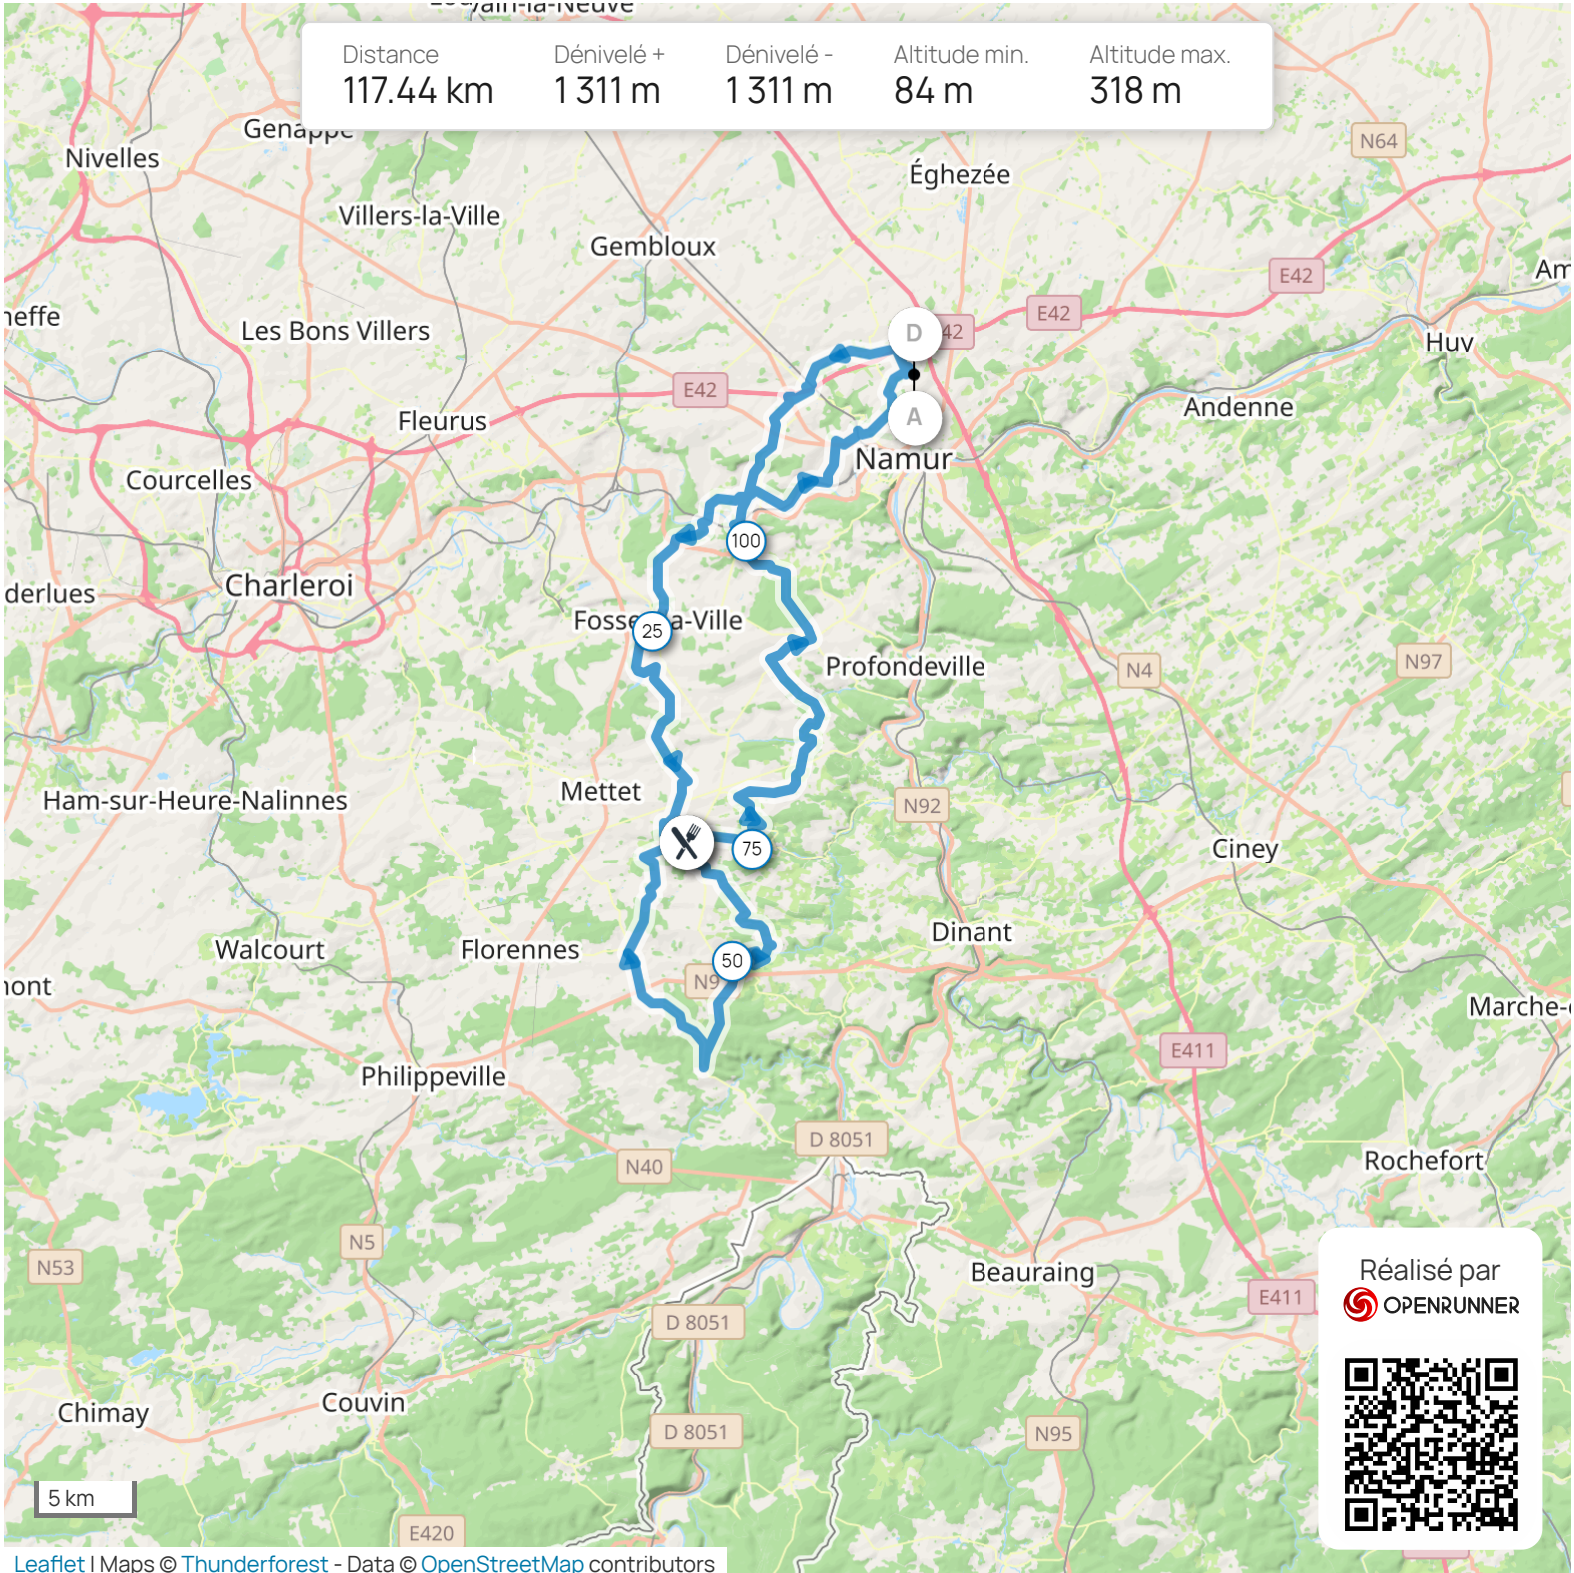 Distance
117.44 km
Dénivelé +
1 311 m
Dénivelé -
1 311 m
Altitude min.
84 m
Altitude max.
318 m
Genappe
Nivelles
N64
Éghezée
Villers-la-Ville
Gembloux
E42
E42
Les Bons Villers
D
42
Huy
E42
Fleurus
Andenne
A
Namur
Courcelles
100
Charleroi
derlues
Fosses-la-Ville
25
Profondeville
N4
N97
Mettet
Ham-sur-Heure-Nalinnes
N92
75
Ciney
Dinant
Walcourt
Florennes
50
N9
Marche-
E411
Philippeville
D 8051
N40
Rochefort
N5
N53
Beauraing
E411
Réalisé par
OPENRUNNER
D 8051
Couvin
Chimay
D 8051
N95
5 km
E420
Leaflet | Maps © Thunderforest - Data © OpenStreetMap contributors